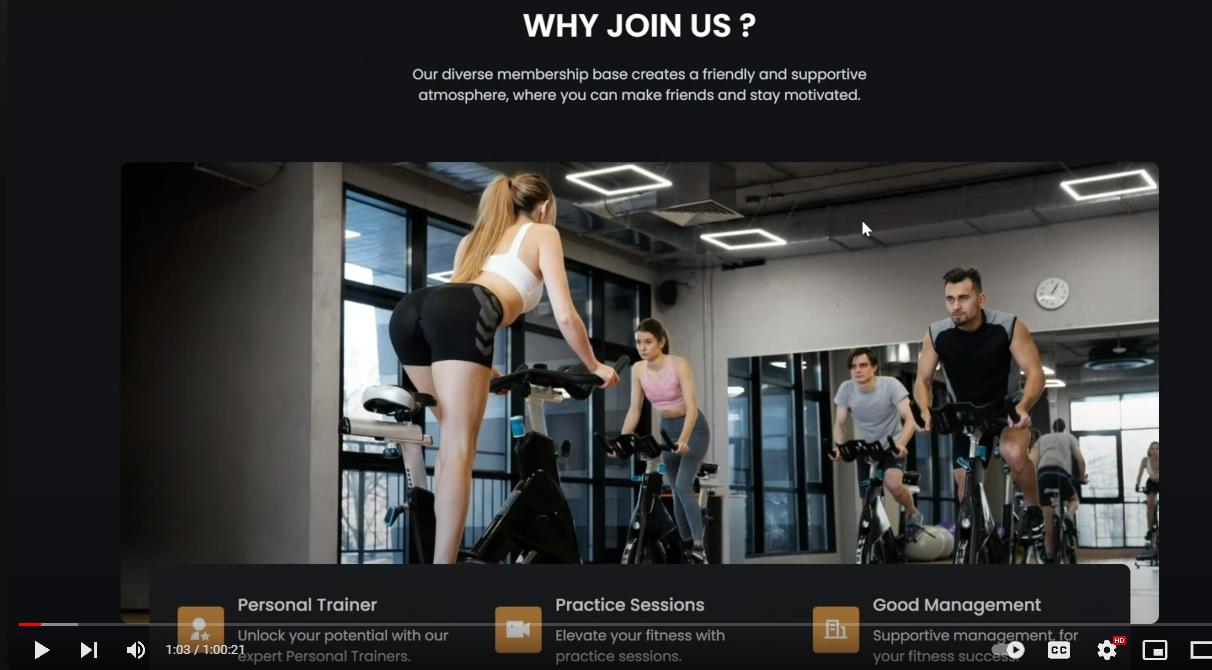 WHY JOIN US ?
Our diverse membership base creates a friendly and supportive
atmosphere, where you can make friends and stay motivated.
Personal Trainer
Unlock your potential with our
expert Personal Trainers.
Practice Sessions
Elevate your fitness with
practice sessions.
Good Management
Supportive management, for
your fitness success.
1:03 / 1:00:21
CC
HD